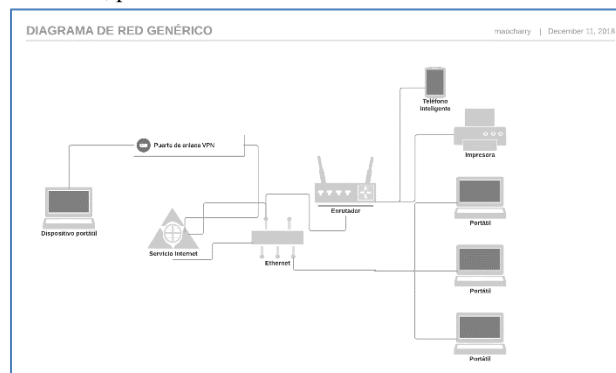 DIAGRAMA DE RED GENÉRICO
maocharry | December 11, 2018
Teléfono
Inteligente
Puerta de enlace VPN
Impresora
Enrutador
Dispositivo portátil
Servicio Internet
Ethernet
Portátil
Portátil
Portátil